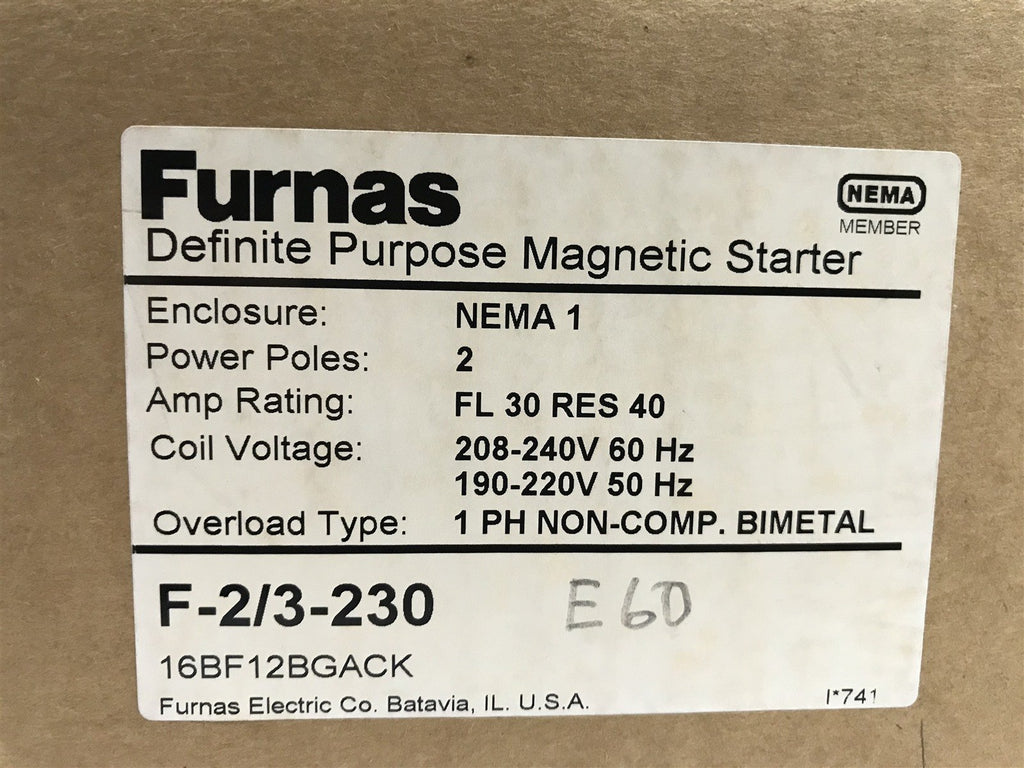 Furnas
NEMA
MEMBER
Definite Purpose Magnetic Starter
Enclosure: NEMA 1
Power Poles: 2
Amp Rating: FL 30 RES 40
Coil Voltage: 208-240V 60 Hz
190-220V 50 Hz
Overload Type: 1 PH NON-COMP. BIMETAL
F-2/3-230 E60
16BF12BGACK
Furnas Electric Co. Batavia, IL. U.S.A. I*741